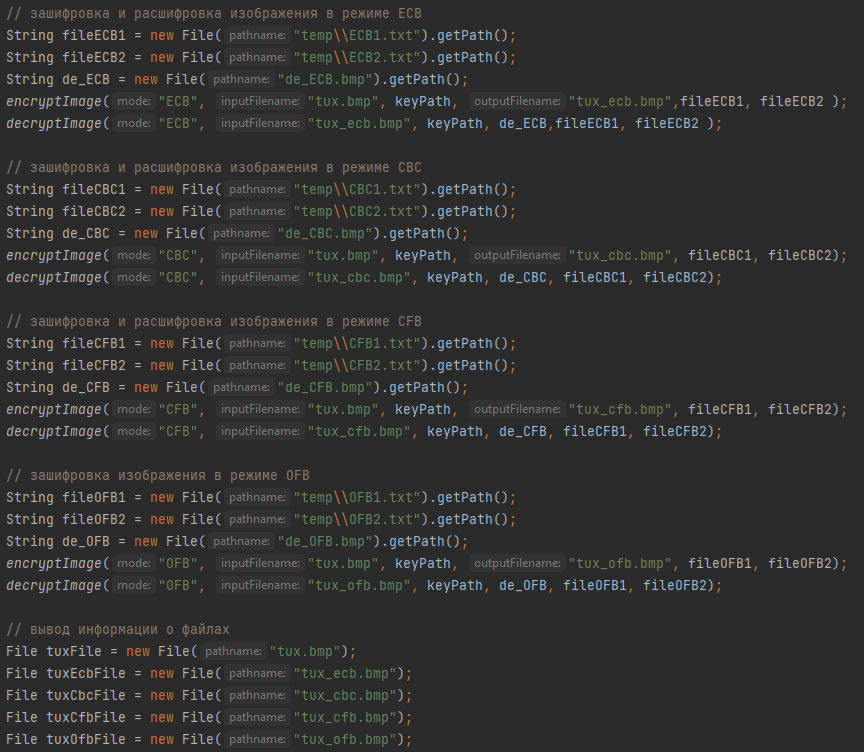 // зашифровка и расшифровка изображения в режиме ECB
String fileECB1 = new File( pathname: "temp\\ECB1.txt").getPath();
String fileECB2 = new File( pathname: "temp\\ECB2.txt").getPath();
String de_ECB = new File( pathname: "de_ECB.bmp").getPath();
encryptImage( mode: "ECB", inputFilename: "tux.bmp", keyPath, outputFilename: "tux_ecb.bmp",fileECB1, fileECB2 );
decryptImage( mode: "ECB", inputFilename: "tux_ecb.bmp", keyPath, de_ECB,fileECB1, fileECB2 );

// зашифровка и расшифровка изображения в режиме CBC
String fileCBC1 = new File( pathname: "temp\\CBC1.txt").getPath();
String fileCBC2 = new File( pathname: "temp\\CBC2.txt").getPath();
String de_CBC = new File( pathname: "de_CBC.bmp").getPath();
encryptImage( mode: "CBC", inputFilename: "tux.bmp", keyPath, outputFilename: "tux_cbc.bmp", fileCBC1, fileCBC2);
decryptImage( mode: "CBC", inputFilename: "tux_cbc.bmp", keyPath, de_CBC, fileCBC1, fileCBC2);

// зашифровка и расшифровка изображения в режиме CFB
String fileCFB1 = new File( pathname: "temp\\CFB1.txt").getPath();
String fileCFB2 = new File( pathname: "temp\\CFB2.txt").getPath();
String de_CFB = new File( pathname: "de_CFB.bmp").getPath();
encryptImage( mode: "CFB", inputFilename: "tux.bmp", keyPath, outputFilename: "tux_cfb.bmp", fileCFB1, fileCFB2);
decryptImage( mode: "CFB", inputFilename: "tux_cfb.bmp", keyPath, de_CFB, fileCFB1, fileCFB2);

// зашифровка изображения в режиме OFB
String fileOFB1 = new File( pathname: "temp\\OFB1.txt").getPath();
String fileOFB2 = new File( pathname: "temp\\OFB2.txt").getPath();
String de_OFB = new File( pathname: "de_OFB.bmp").getPath();
encryptImage( mode: "OFB", inputFilename: "tux.bmp", keyPath, outputFilename: "tux_ofb.bmp", fileOFB1, fileOFB2);
decryptImage( mode: "OFB", inputFilename: "tux_ofb.bmp", keyPath, de_OFB, fileOFB1, fileOFB2);

// вывод информации о файлах
File tuxFile = new File( pathname: "tux.bmp");
File tuxEcbFile = new File( pathname: "tux_ecb.bmp");
File tuxCbcFile = new File( pathname: "tux_cbc.bmp");
File tuxCfbFile = new File( pathname: "tux_cfb.bmp");
File tuxOfbFile = new File( pathname: "tux_ofb.bmp");